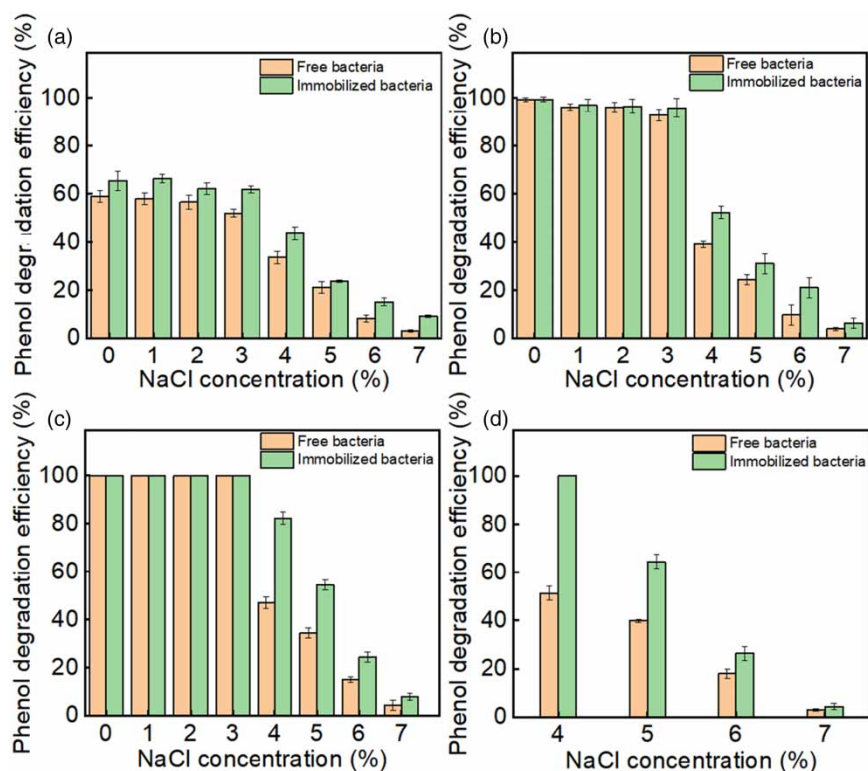 (a)
Phenol degradation efficiency (%)
Free bacteria
Immobilized bacteria
100
80
60
40
20
0
0 1 2 3 4 5 6 7
NaCl concentration (%)
(b)
Phenol degradation efficiency (%)
Free bacteria
Immobilized bacteria
100
80
60
40
20
0
0 1 2 3 4 5 6 7
NaCl concentration (%)
(c)
Phenol degradation efficiency (%)
Free bacteria
Immobilized bacteria
100
80
60
40
20
0
0 1 2 3 4 5 6 7
NaCl concentration (%)
(d)
Phenol degradation efficiency (%)
Free bacteria
Immobilized bacteria
100
80
60
40
20
0
4 5 6 7
NaCl concentration (%)